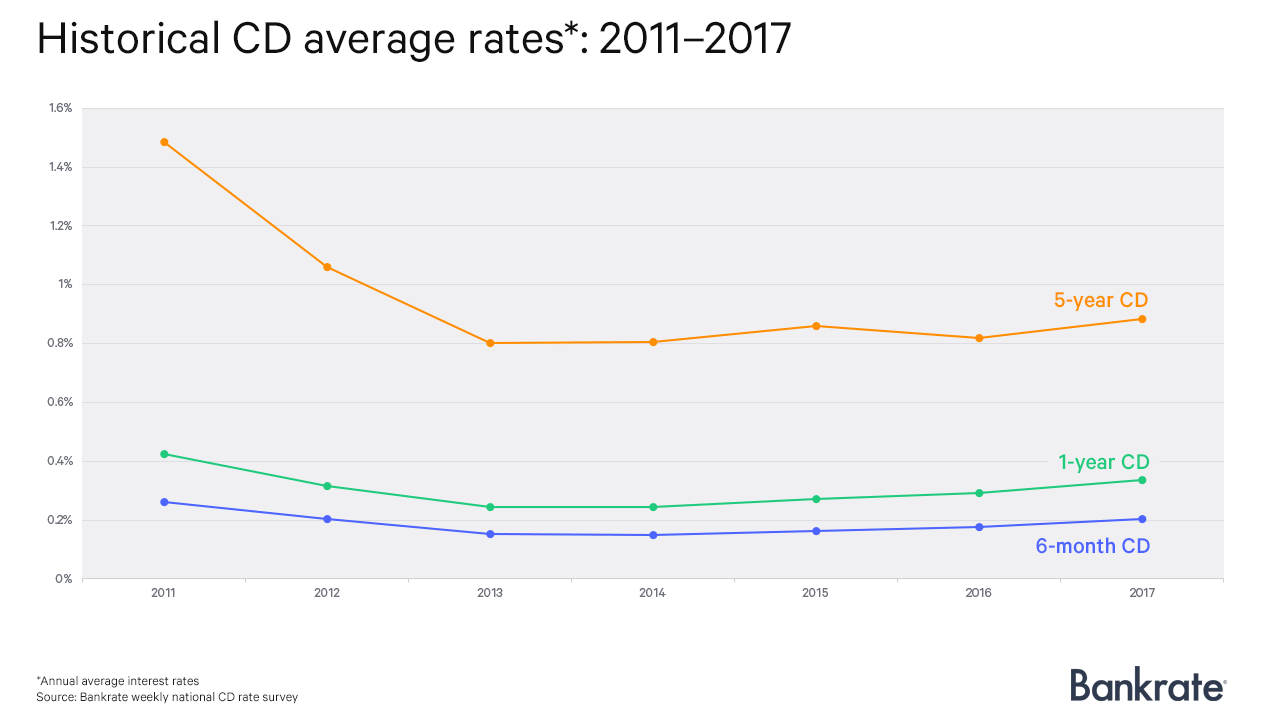 Historical CD average rates*: 2011–2017
1.6%
1.4%
1.2%
1%
5-year CD
0.8%
0.6%
0.4%
1-year CD
0.2%
6-month CD
0%
2011 2012 2013 2014 2015 2016 2017
*Annual average interest rates
Source: Bankrate weekly national CD rate survey
Bankrate